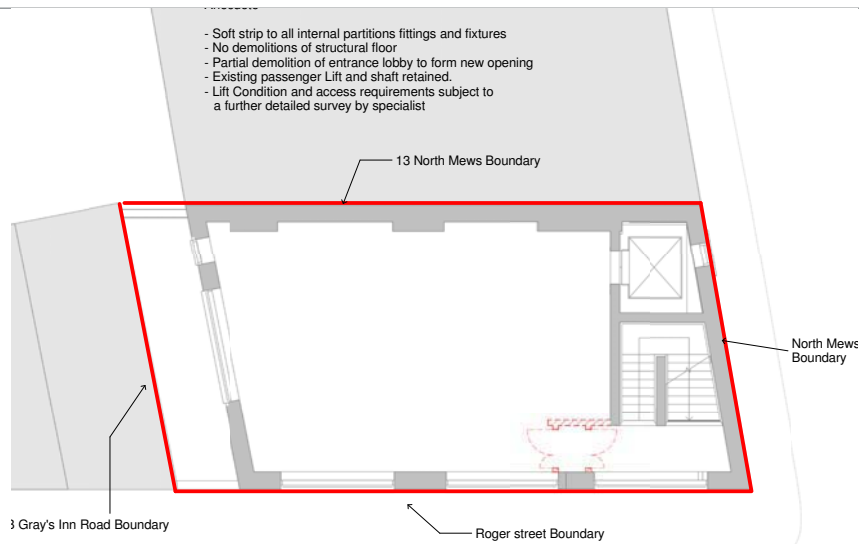 - Soft strip to all internal partitions fittings and fixtures
- No demolitions of structural floor
- Partial demolition of entrance lobby to form new opening
- Existing passenger Lift and shaft retained.
- Lift Condition and access requirements subject to
a further detailed survey by specialist
13 North Mews Boundary
North Mews
Boundary
3 Gray's Inn Road Boundary
Roger street Boundary